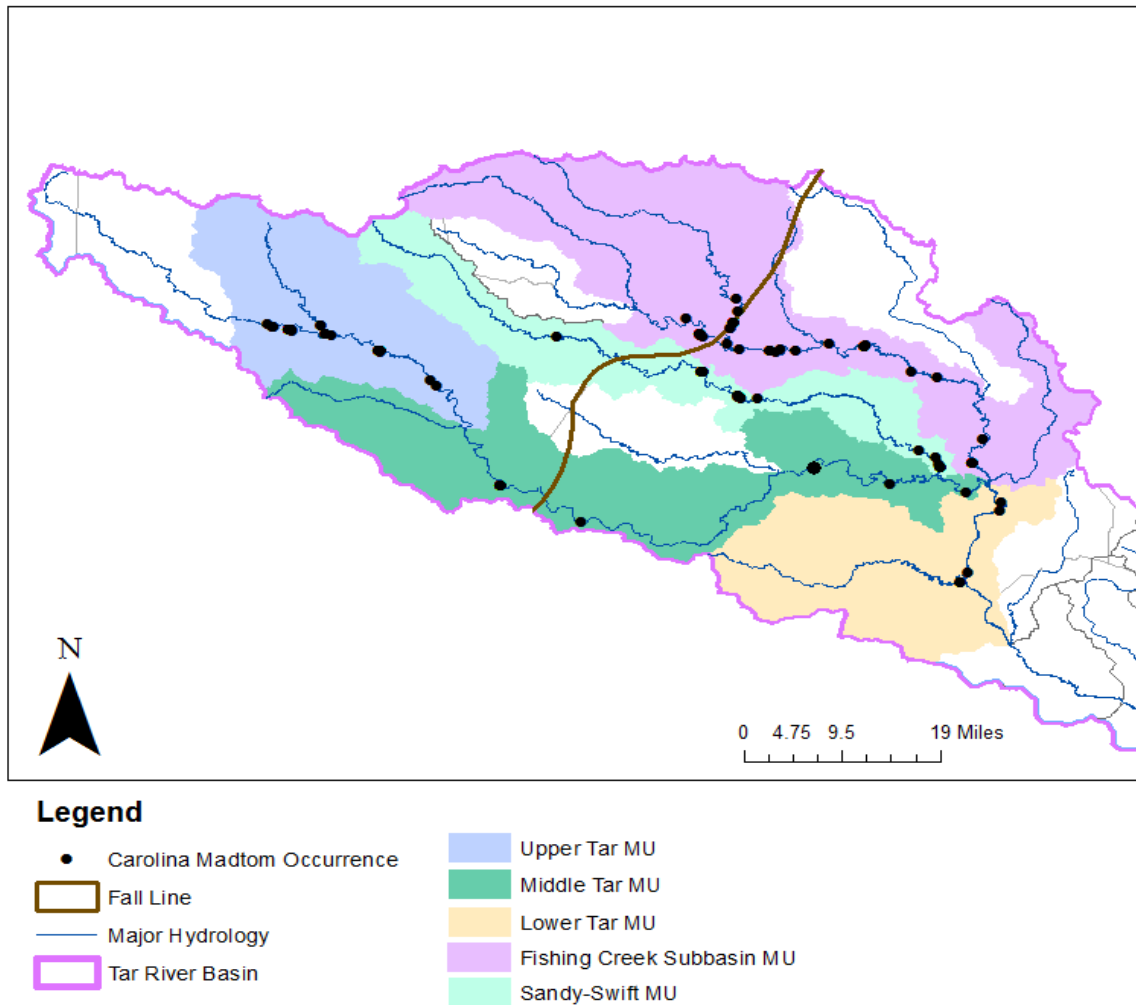 N
0 4.75 9.5 19 Miles
Legend
Carolina Madtom Occurrence
Fall Line
Major Hydrology
Tar River Basin
Upper Tar MU
Middle Tar MU
Lower Tar MU
Fishing Creek Subbasin MU
Sandy-Swift MU